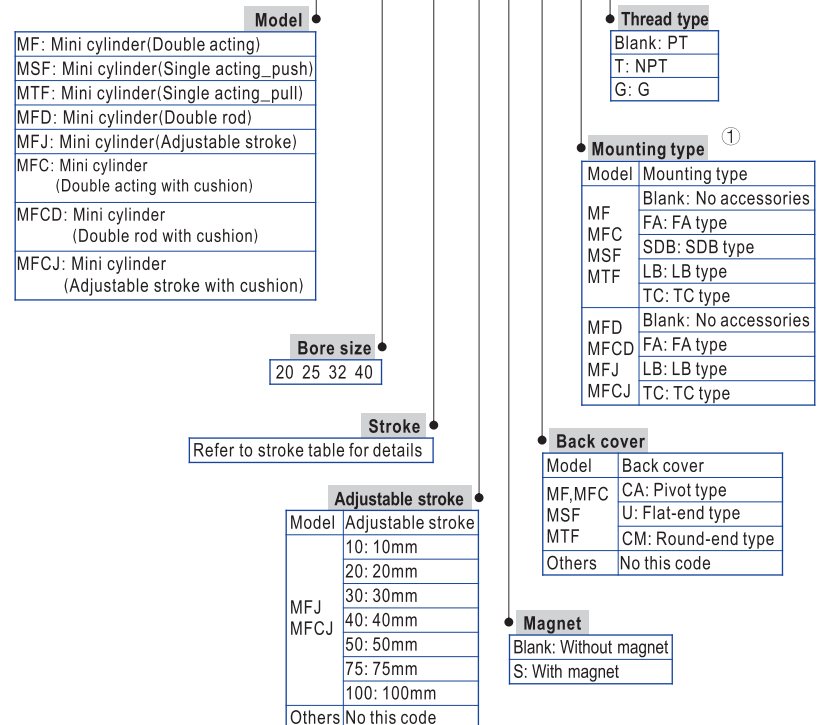 Model
MF: Mini cylinder(Double acting)
MSF: Mini cylinder(Single acting_push)
MTF: Mini cylinder(Single acting_pull)
MFD: Mini cylinder(Double rod)
MFJ: Mini cylinder(Adjustable stroke)
MFC: Mini cylinder
(Double acting with cushion)
MFCD: Mini cylinder
(Double rod with cushion)
MFCJ: Mini cylinder
(Adjustable stroke with cushion)
Bore size
20 25 32 40
Stroke
Refer to stroke table for details
Adjustable stroke
Model Adjustable stroke
MFJ
MFCJ
10: 10mm
20: 20mm
30: 30mm
40: 40mm
50: 50mm
75: 75mm
100: 100mm
Others No this code
Magnet
Blank: Without magnet
S: With magnet
Back cover
Model Back cover
MF,MFC
MSF
MTF
CA: Pivot type
U: Flat-end type
CM: Round-end type
Others No this code
Mounting type ①
Model Mounting type
MF
MFC
MSF
MTF
Blank: No accessories
FA: FA type
SDB: SDB type
LB: LB type
TC: TC type
MFD
MFCD
MFJ
MFCJ
Blank: No accessories
FA: FA type
LB: LB type
TC: TC type
Thread type
Blank: PT
T: NPT
G: G